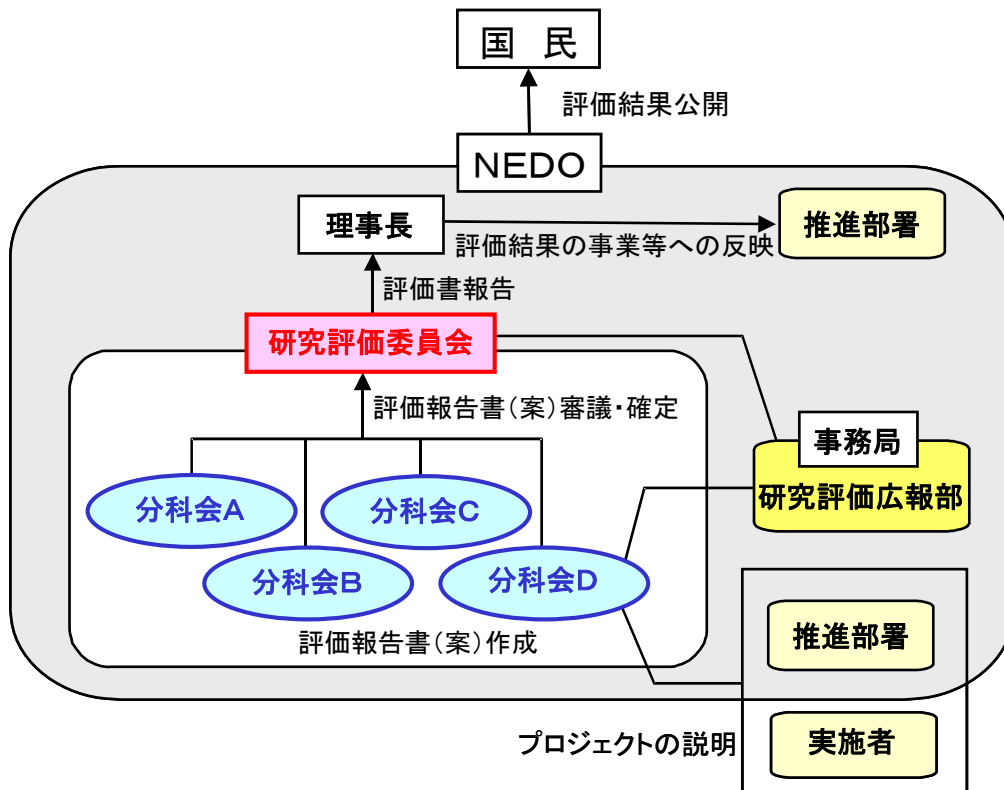 国　民
評価結果公開
NEDO
理事長
推進部署
評価結果の事業等への反映
評価書報告
研究評価委員会
評価報告書（案）審議・確定
事務局
研究評価広報部
分科会A
分科会C
分科会B
分科会D
評価報告書（案）作成
推進部署
プロジェクトの説明
実施者